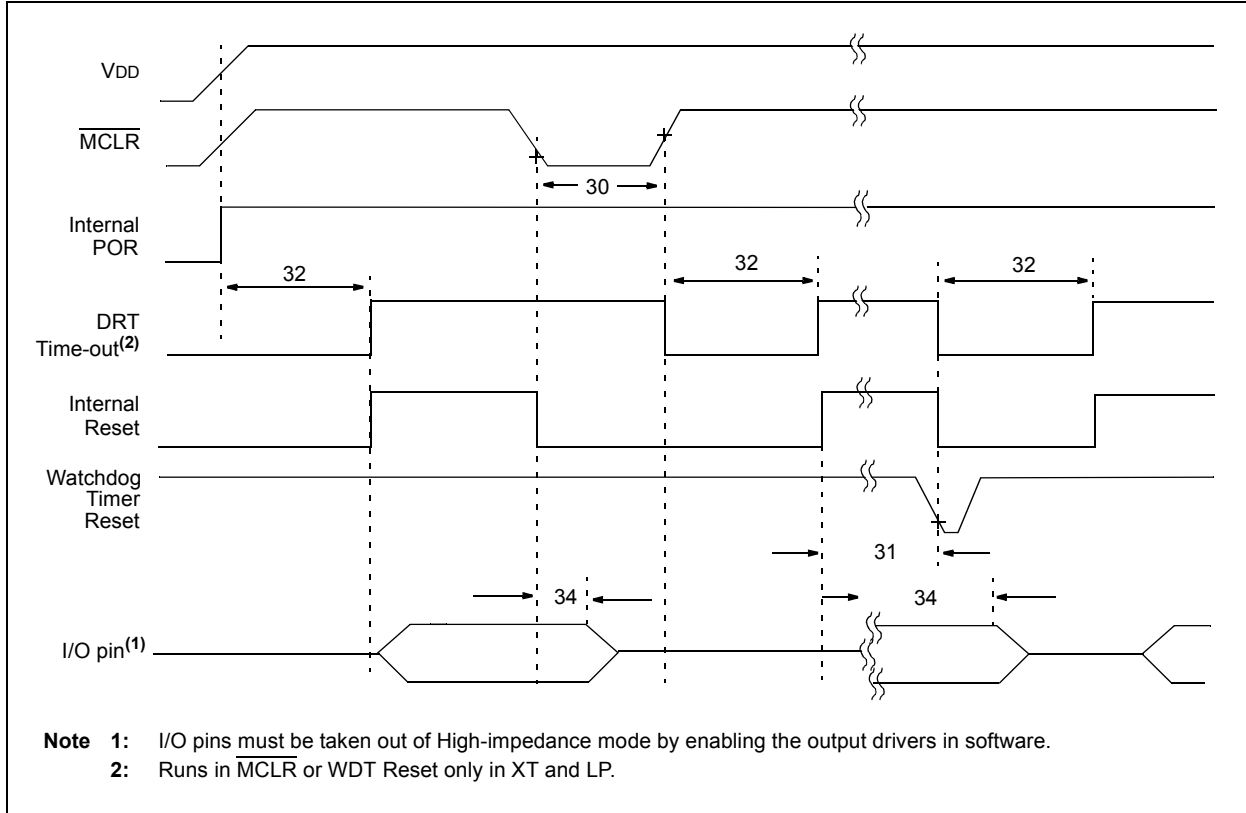 VDD
MCLR
30
Internal
POR
32
32
32
DRT
Time-out(2)
Internal
Reset
Watchdog
Timer
Reset
31
34
34
I/O pin(1)
Note 1: I/O pins must be taken out of High-impedance mode by enabling the output drivers in software.
2: Runs in MCLR or WDT Reset only in XT and LP.